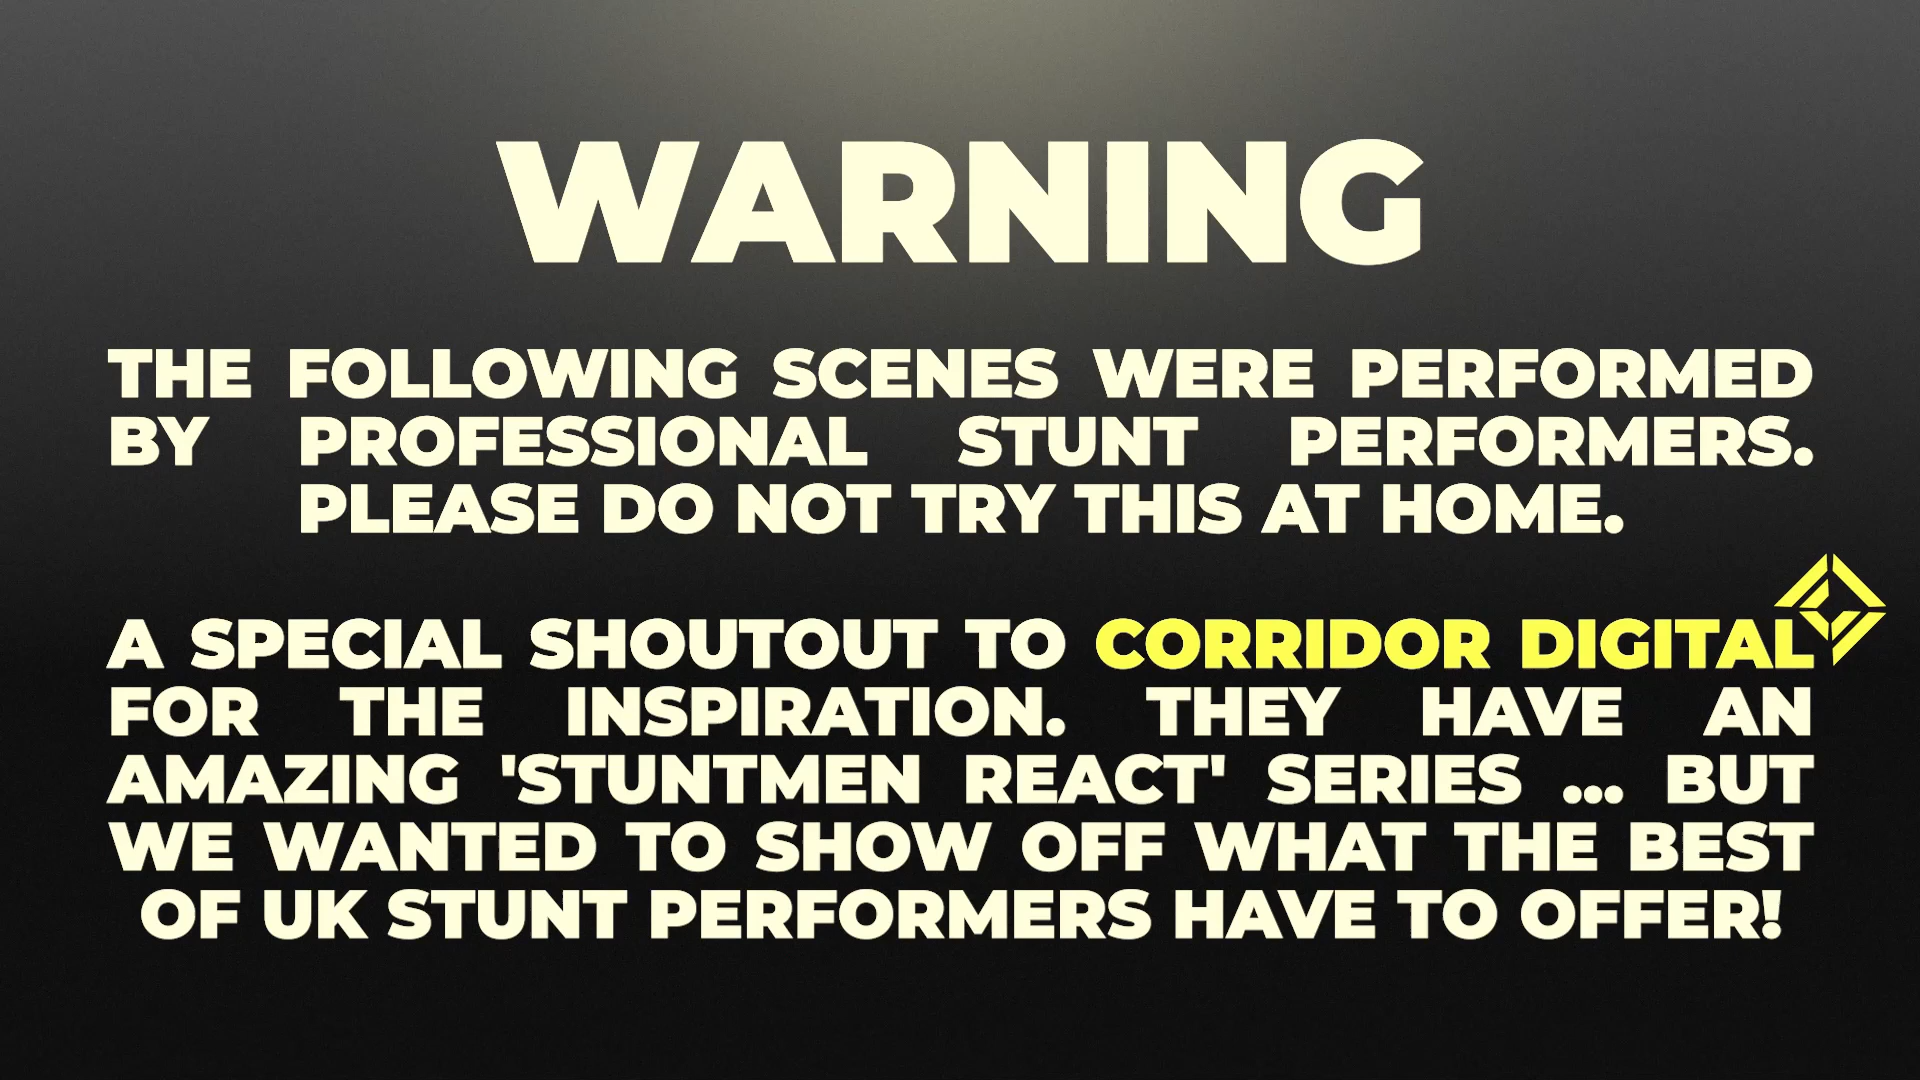 WARNING
THE FOLLOWING SCENES WERE PERFORMED
BY PROFESSIONAL STUNT PERFORMERS.
PLEASE DO NOT TRY THIS AT HOME.
A SPECIAL SHOUTOUT TO CORRIDOR DIGITAL
FOR THE INSPIRATION. THEY HAVE AN
AMAZING 'STUNTMEN REACT' SERIES ... BUT
WE WANTED TO SHOW OFF WHAT THE BEST
OF UK STUNT PERFORMERS HAVE TO OFFER!